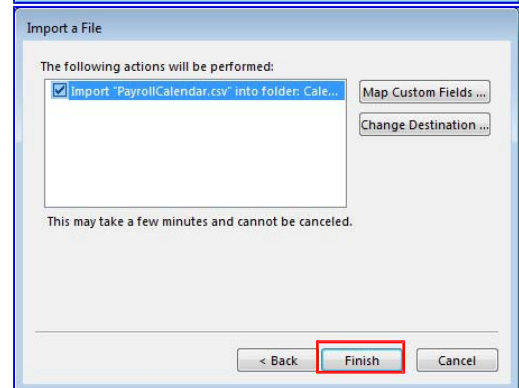 Import a File
The following actions will be performed:
Import "PayrollCalendar.csv" into folder: Cale...
Map Custom Fields ...
Change Destination ...
This may take a few minutes and cannot be canceled.
< Back
Finish
Cancel